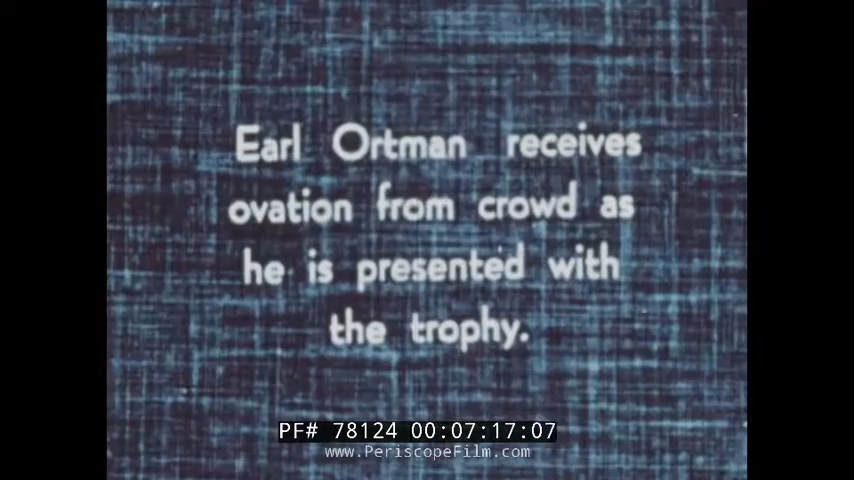 Earl Ortman receives
ovation from crowd as
he is presented with
the trophy.
PF# 78124 00:07:17:07
www.PeriscopeFilm.com